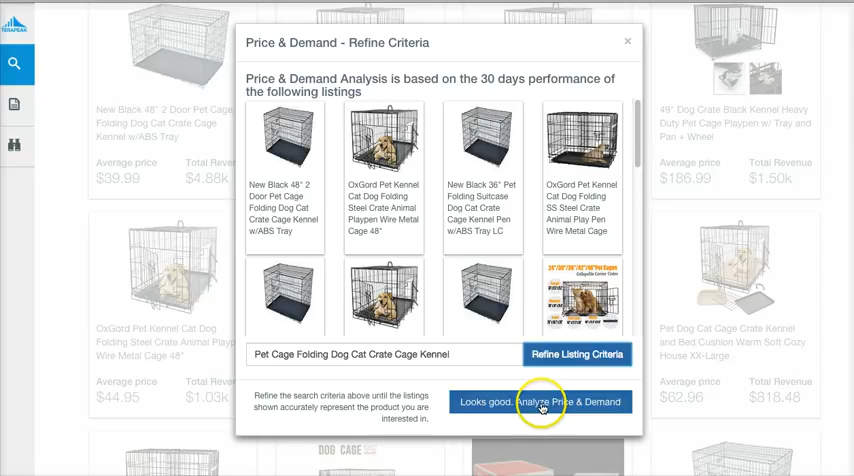 TERAPEAK
Price & Demand - Refine Criteria
×
Price & Demand Analysis is based on the 30 days performance of
the following listings
New Black 48" 2
Door Pet Cage
Folding Dog Cat
Crate Cage Kennel
w/ABS Tray
OxGord Pet Kennel
Cat Dog Folding
Steel Crate Animal
Playpen Wire Metal
Cage 48"
New Black 36" Pet
Folding Suitcase
Dog Cat Crate
Cage Kennel Pen
w/ABS Tray LC
OxGord Pet Kennel
Cat Dog Folding
SS Steel Crate
Animal Play Pen
Wire Metal Cage
24"/30"/36"/42"/48"Pet Cages
Pet Cage Folding Dog Cat Crate Cage Kennel
Refine Listing Criteria
Refine the search criteria above until the listings
shown accurately represent the product you are
interested in.
Looks good. Analyze Price & Demand
New Black 48" 2 Door Pet Cage
Folding Dog Cat Crate Cage
Kennel w/ABS Tray
Average price
Total Reven
$39.99
$4.88k
49" Dog Crate Black Kennel Heavy
Duty Pet Cage Playpen w/ Tray and
Pan + Wheel
Average price
Total Revenue
$186.99
$1.50k
OxGord Pet Kennel Cat Dog
Folding Steel Crate Animal Playp
Wire Metal Cage 48"
Average price
Total Reven
$44.95
$1.03k
Pet Dog Cat Cage Crate Kennel
and Bed Cushion Warm Soft Cozy
House XX-Large
Average price
Total Revenue
$62.96
$818.48
DOG CAGE